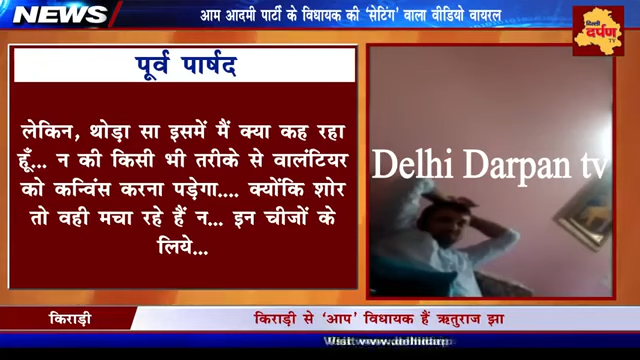 NEWS
आम आदमी पार्टी के विधायक की ‘सेटिंग’ वाला वीडियो वायरल
दिल्ली
दर्पण
TV
पूर्व पार्षद
लेकिन, थोड़ा सा इसमें मैं क्या कह रहा
हूँ... न की किसी भी तरीके से वालंटियर
को कन्विंस करना पड़ेगा.... क्योंकि शोर
तो वही मचा रहे हैं न... इन चीजों के
लिये...
Delhi Darpan tv
किराड़ी
किराड़ी से ‘आप’ विधायक हैं ऋतुराज झा